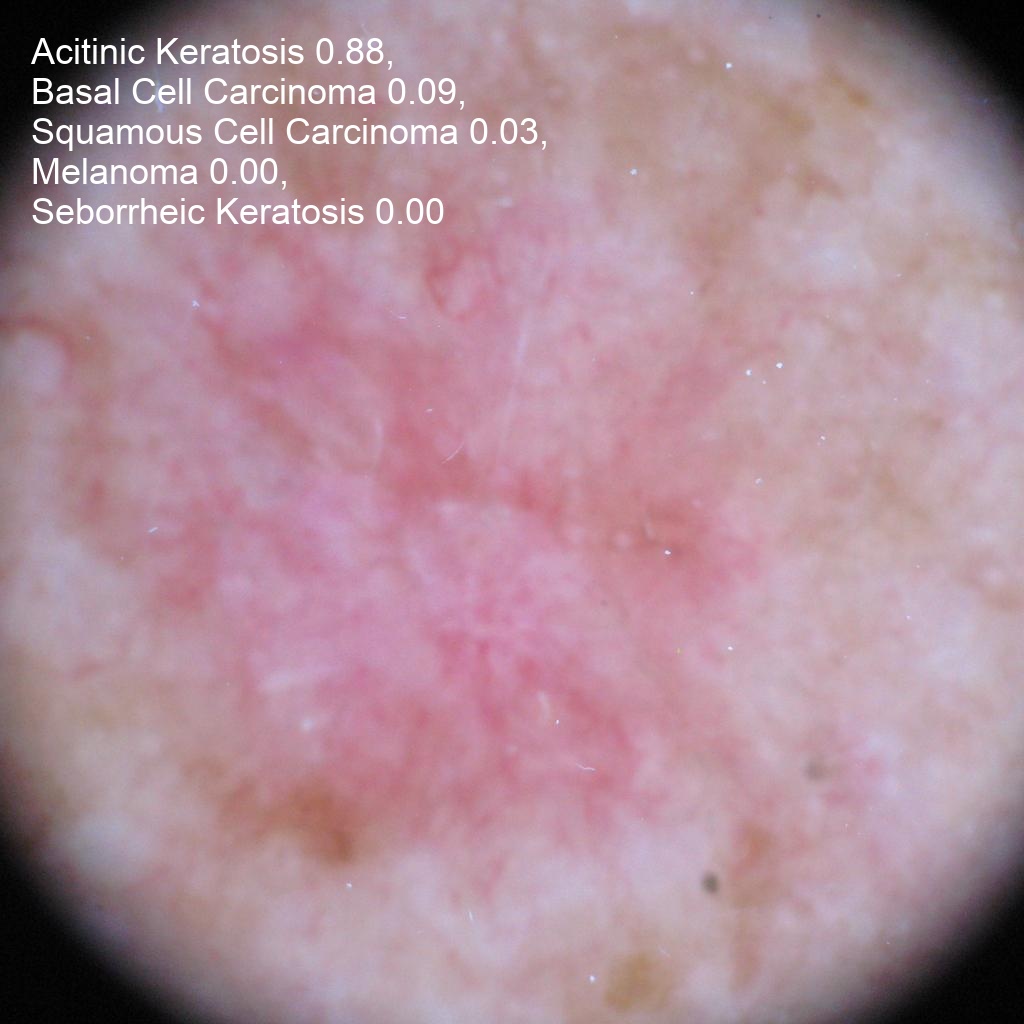 Acitinic Keratosis 0.88,
Basal Cell Carcinoma 0.09,
Squamous Cell Carcinoma 0.03,
Melanoma 0.00,
Seborrheic Keratosis 0.00